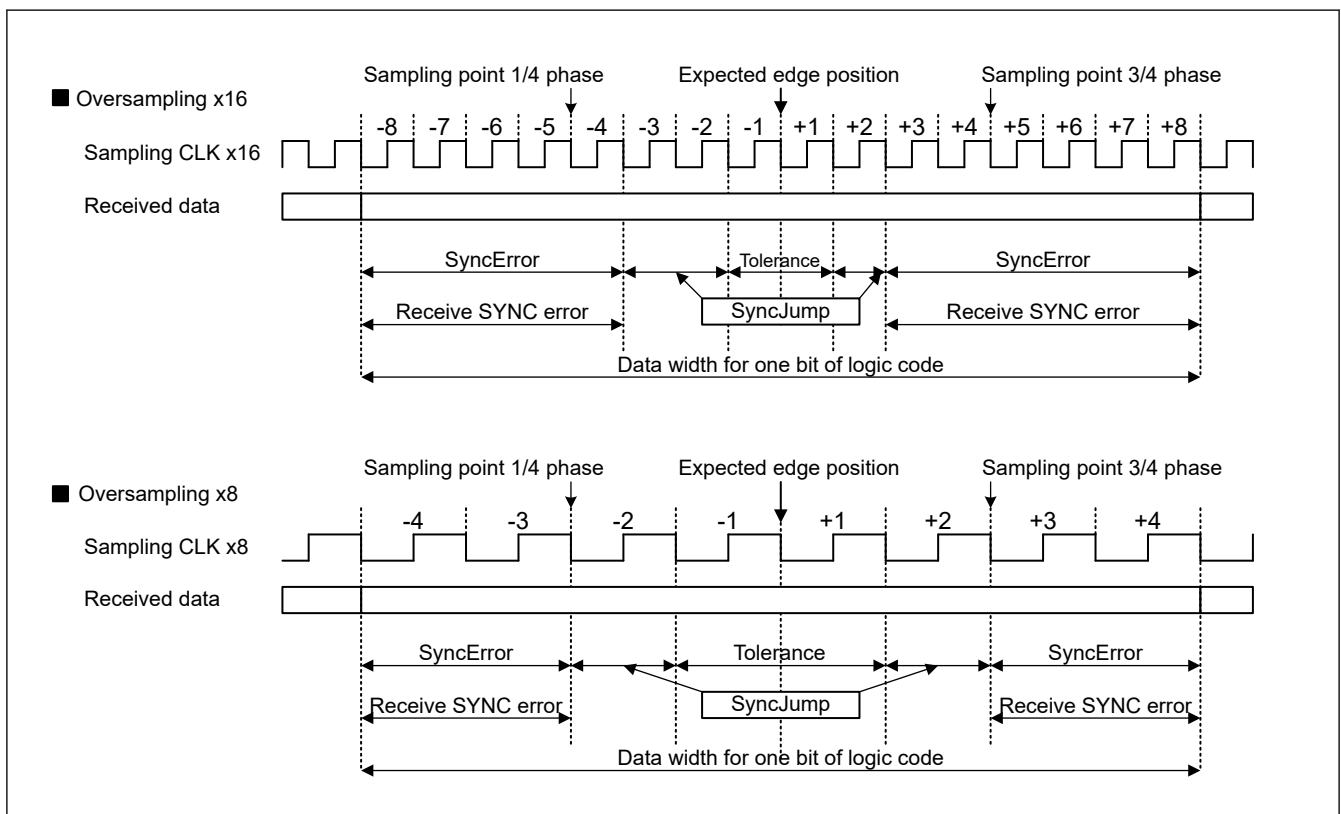 Sampling point 1/4 phase Expected edge position Sampling point 3/4 phase
■ Oversampling x16
-8 -7 -6 -5 -4 -3 -2 -1 +1 +2 +3 +4 +5 +6 +7 +8
Sampling CLK x16
Received data
SyncError Tolerance SyncError
Receive SYNC error SyncJump Receive SYNC error
Data width for one bit of logic code
Sampling point 1/4 phase Expected edge position Sampling point 3/4 phase
■ Oversampling x8
-4 -3 -2 -1 +1 +2 +3 +4
Sampling CLK x8
Received data
SyncError Tolerance SyncError
Receive SYNC error SyncJump Receive SYNC error
Data width for one bit of logic code